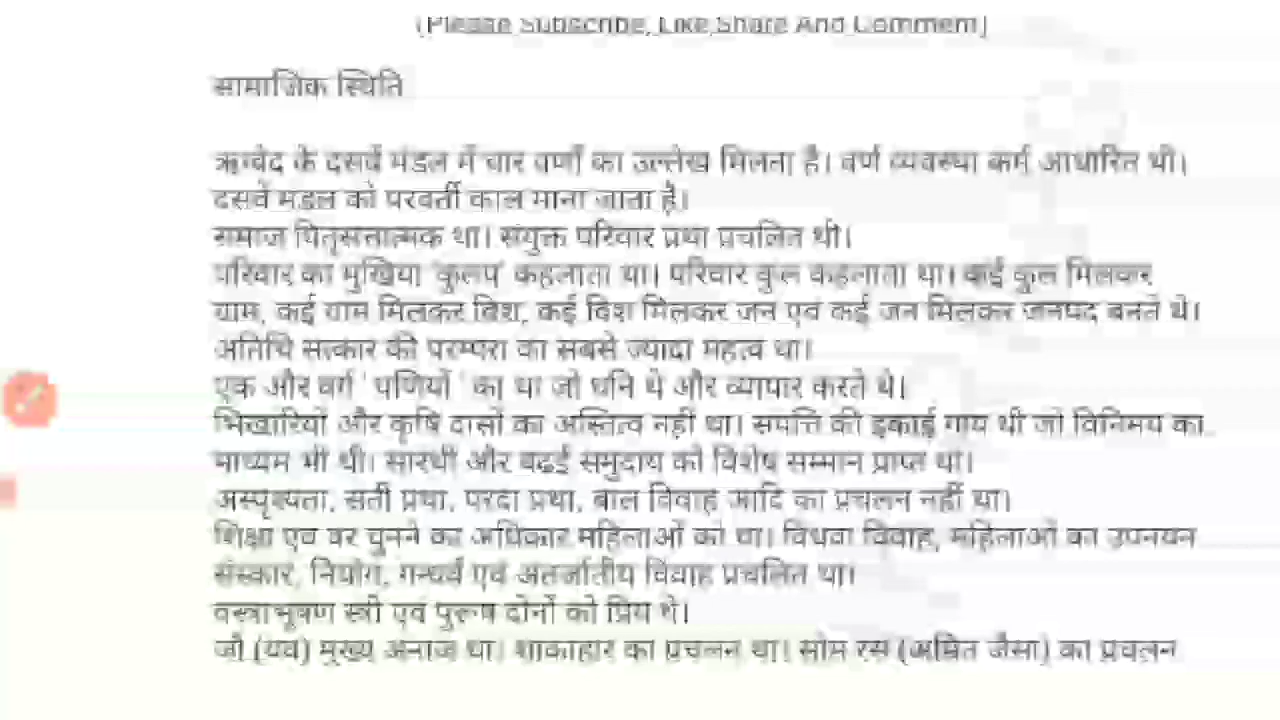 (Please Subscribe, Like,Share And Comment)
सामाजिक स्थिति
ऋग्वेद के दसवें मंडल में चार वर्णों का उल्लेख मिलता है। वर्ण व्यवस्था कर्म आधारित थी।
दसवें मंडल को परवर्ती काल माना जाता है।
समाज पितृसत्तात्मक था। संयुक्त परिवार प्रथा प्रचलित थी।
परिवार का मुखिया 'कुलप' कहलाता था। परिवार कुल कहलाता था। कई कुल मिलकर
ग्राम, कई ग्राम मिलकर विश, कई विश मिलकर जन एवं कई जन मिलकर जनपद बनते थे।
अतिथि सत्कार की परम्परा का सबसे ज्यादा महत्व था।
एक और वर्ग ' पणियों ' का था जो धनि थे और व्यापार करते थे।
भिखारियों और कृषि दासों का अस्तित्व नहीं था। संपत्ति की इकाई गाय थी जो विनिमय का
माध्यम भी थी। सारथी और बढई समुदाय को विशेष सम्मान प्राप्त था।
अस्पृश्यता, सती प्रथा, परदा प्रथा, बाल विवाह आदि का प्रचलन नहीं था।
शिक्षा एवं वर चुनने का अधिकार महिलाओं को था। विधवा विवाह, महिलाओं का उपनयन
संस्कार, नियोग, गन्धर्व एवं अंतर्जातीय विवाह प्रचलित था।
वस्त्राभूषण स्त्री एवं पुरूष दोनों को प्रिय थे।
जौ (यव) मुख्य अनाज था। शाकाहार का प्रचलन था। सोम रस (अम्रित जैसा) का प्रचलन